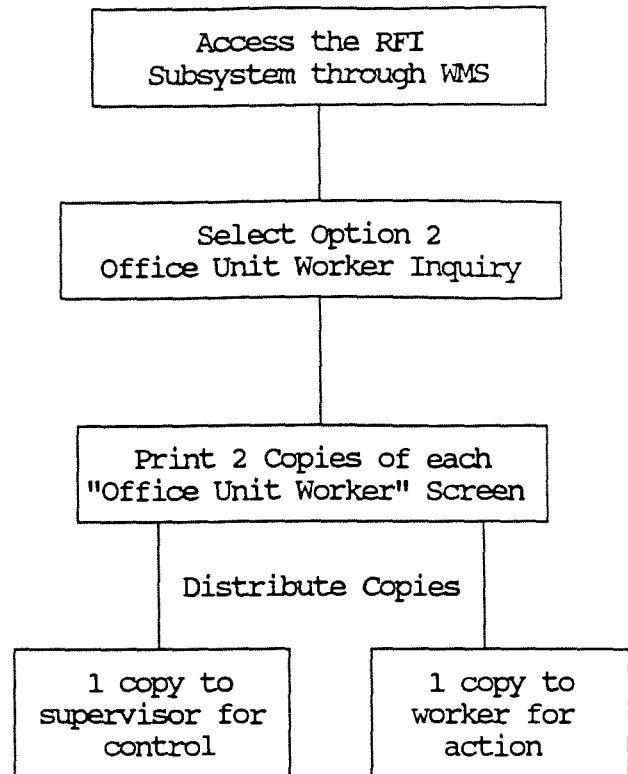 Access the RFI
Subsystem through WMS
Select Option 2
Office Unit Worker Inquiry
Print 2 Copies of each
"Office Unit Worker" Screen
Distribute Copies
1 copy to
supervisor for
control
1 copy to
worker for
action